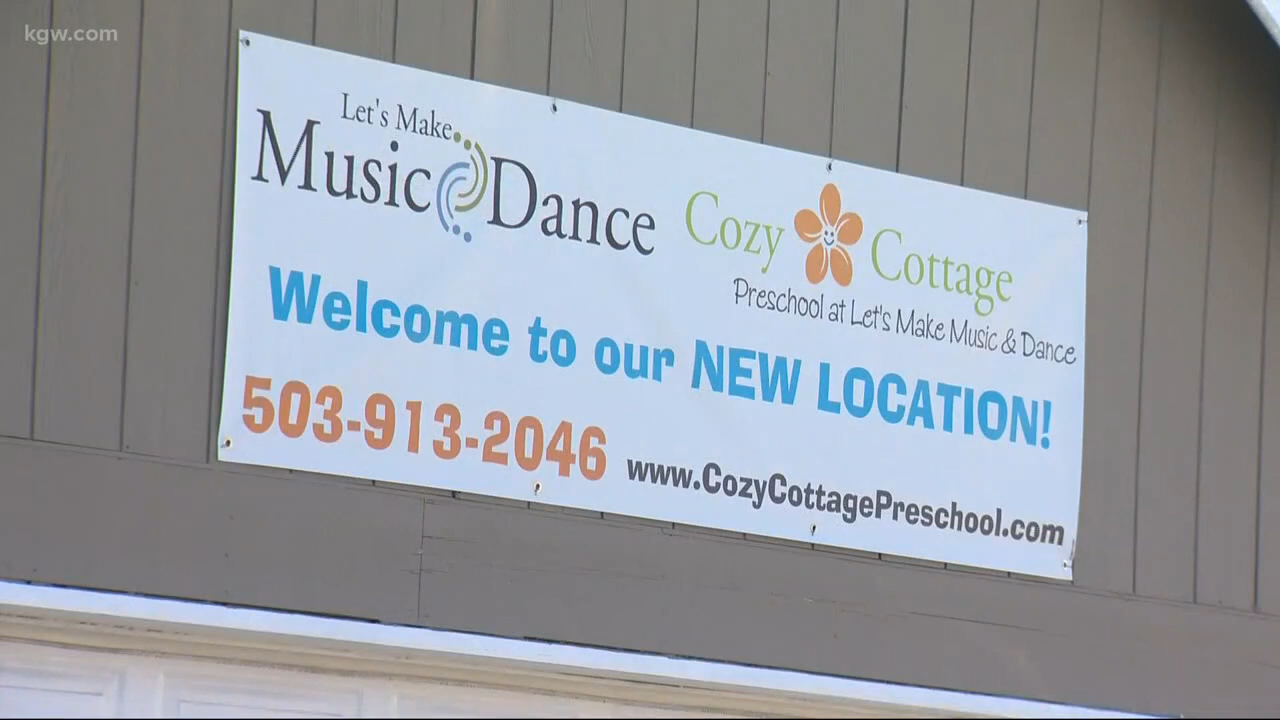 kgw.com
Let's Make
Music Dance
Cozy Cottage
Preschool at Let's Make Music & Dance
Welcome to our NEW LOCATION!
503-913-2046 www.CozyCottagePreschool.com